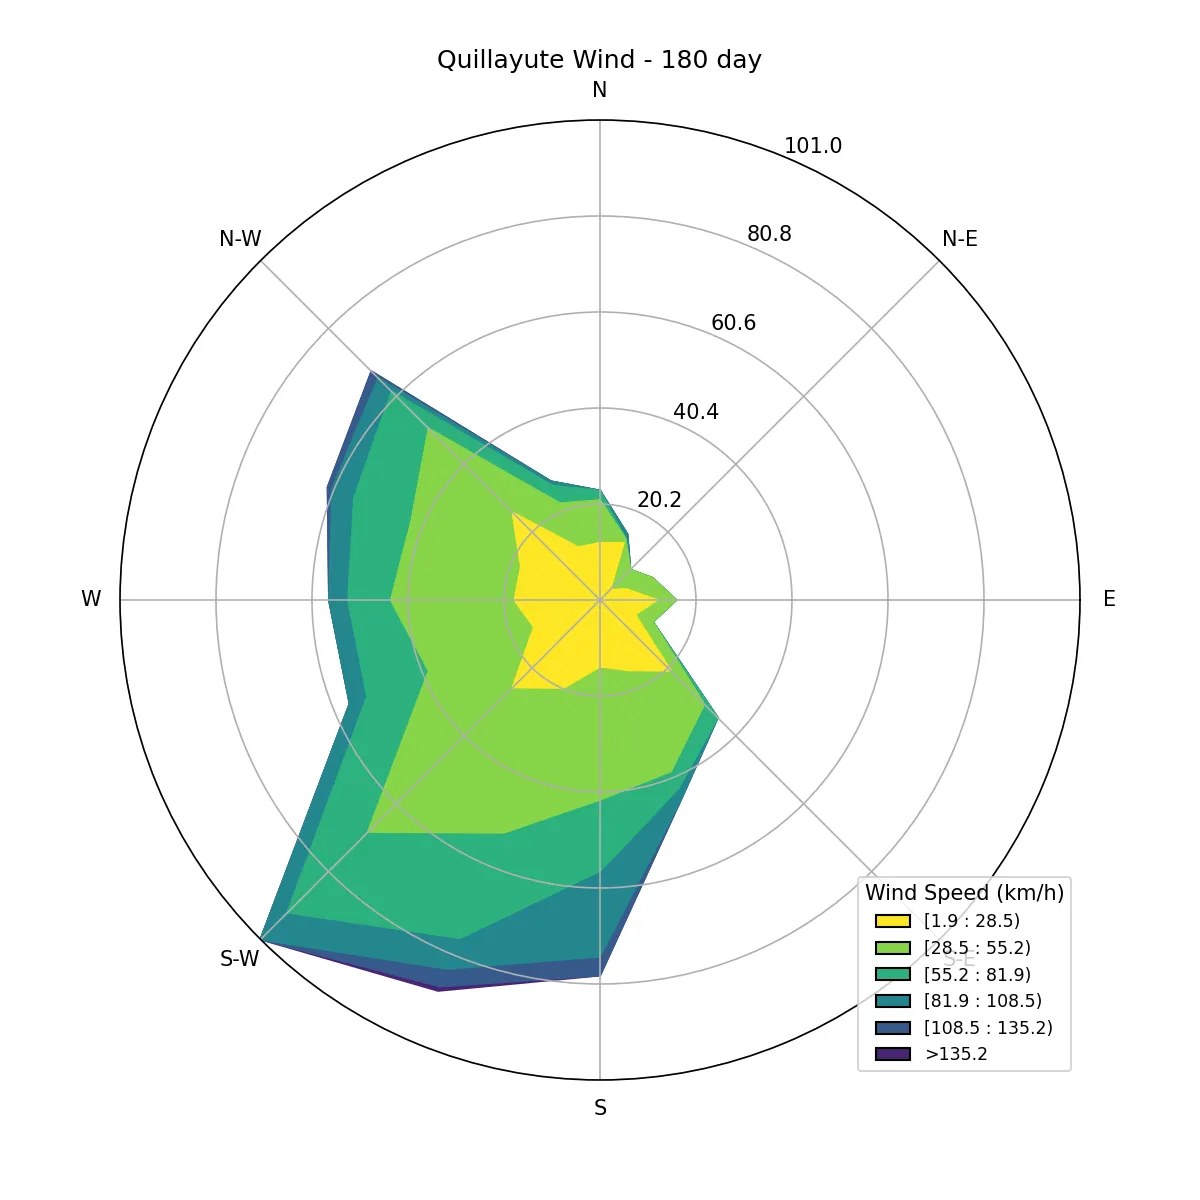 Quillayute Wind - 180 day
N
101.0
N-W
80.8
N-E
60.6
40.4
20.2
W
E
S-W
S-E
Wind Speed (km/h)
[1.9 : 28.5)
[28.5 : 55.2)
[55.2 : 81.9)
[81.9 : 108.5)
[108.5 : 135.2)
>135.2
S